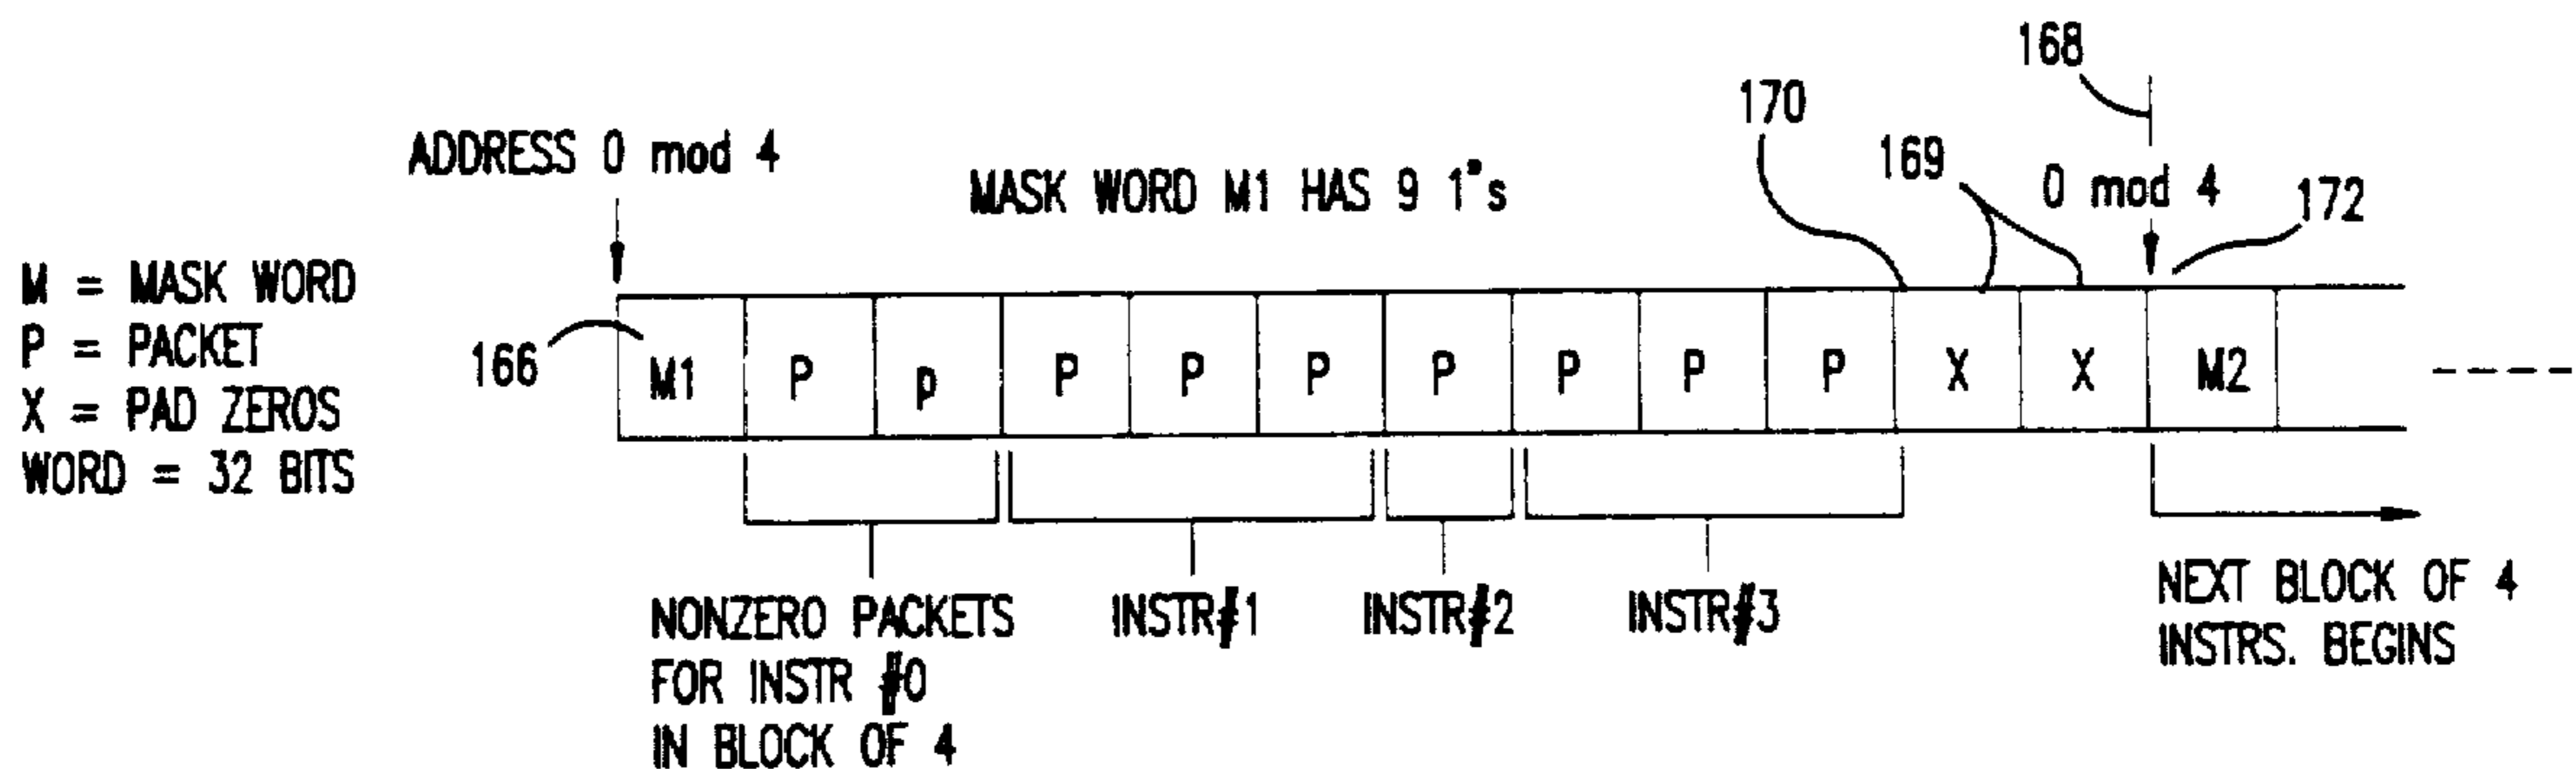 168
170
ADDRESS 0 mod 4
169
MASK WORD M1 HAS 9 1"s
0 mod 4
172
M = MASK WORD
P = PACKET
X = PAD ZEROS
WORD = 32 BITS
166
M1 P p P P P P P P P X X M2
NONZERO PACKETS
FOR INSTR #0
IN BLOCK OF 4
INSTR#1
INSTR#2
INSTR#3
NEXT BLOCK OF 4
INSTRS. BEGINS